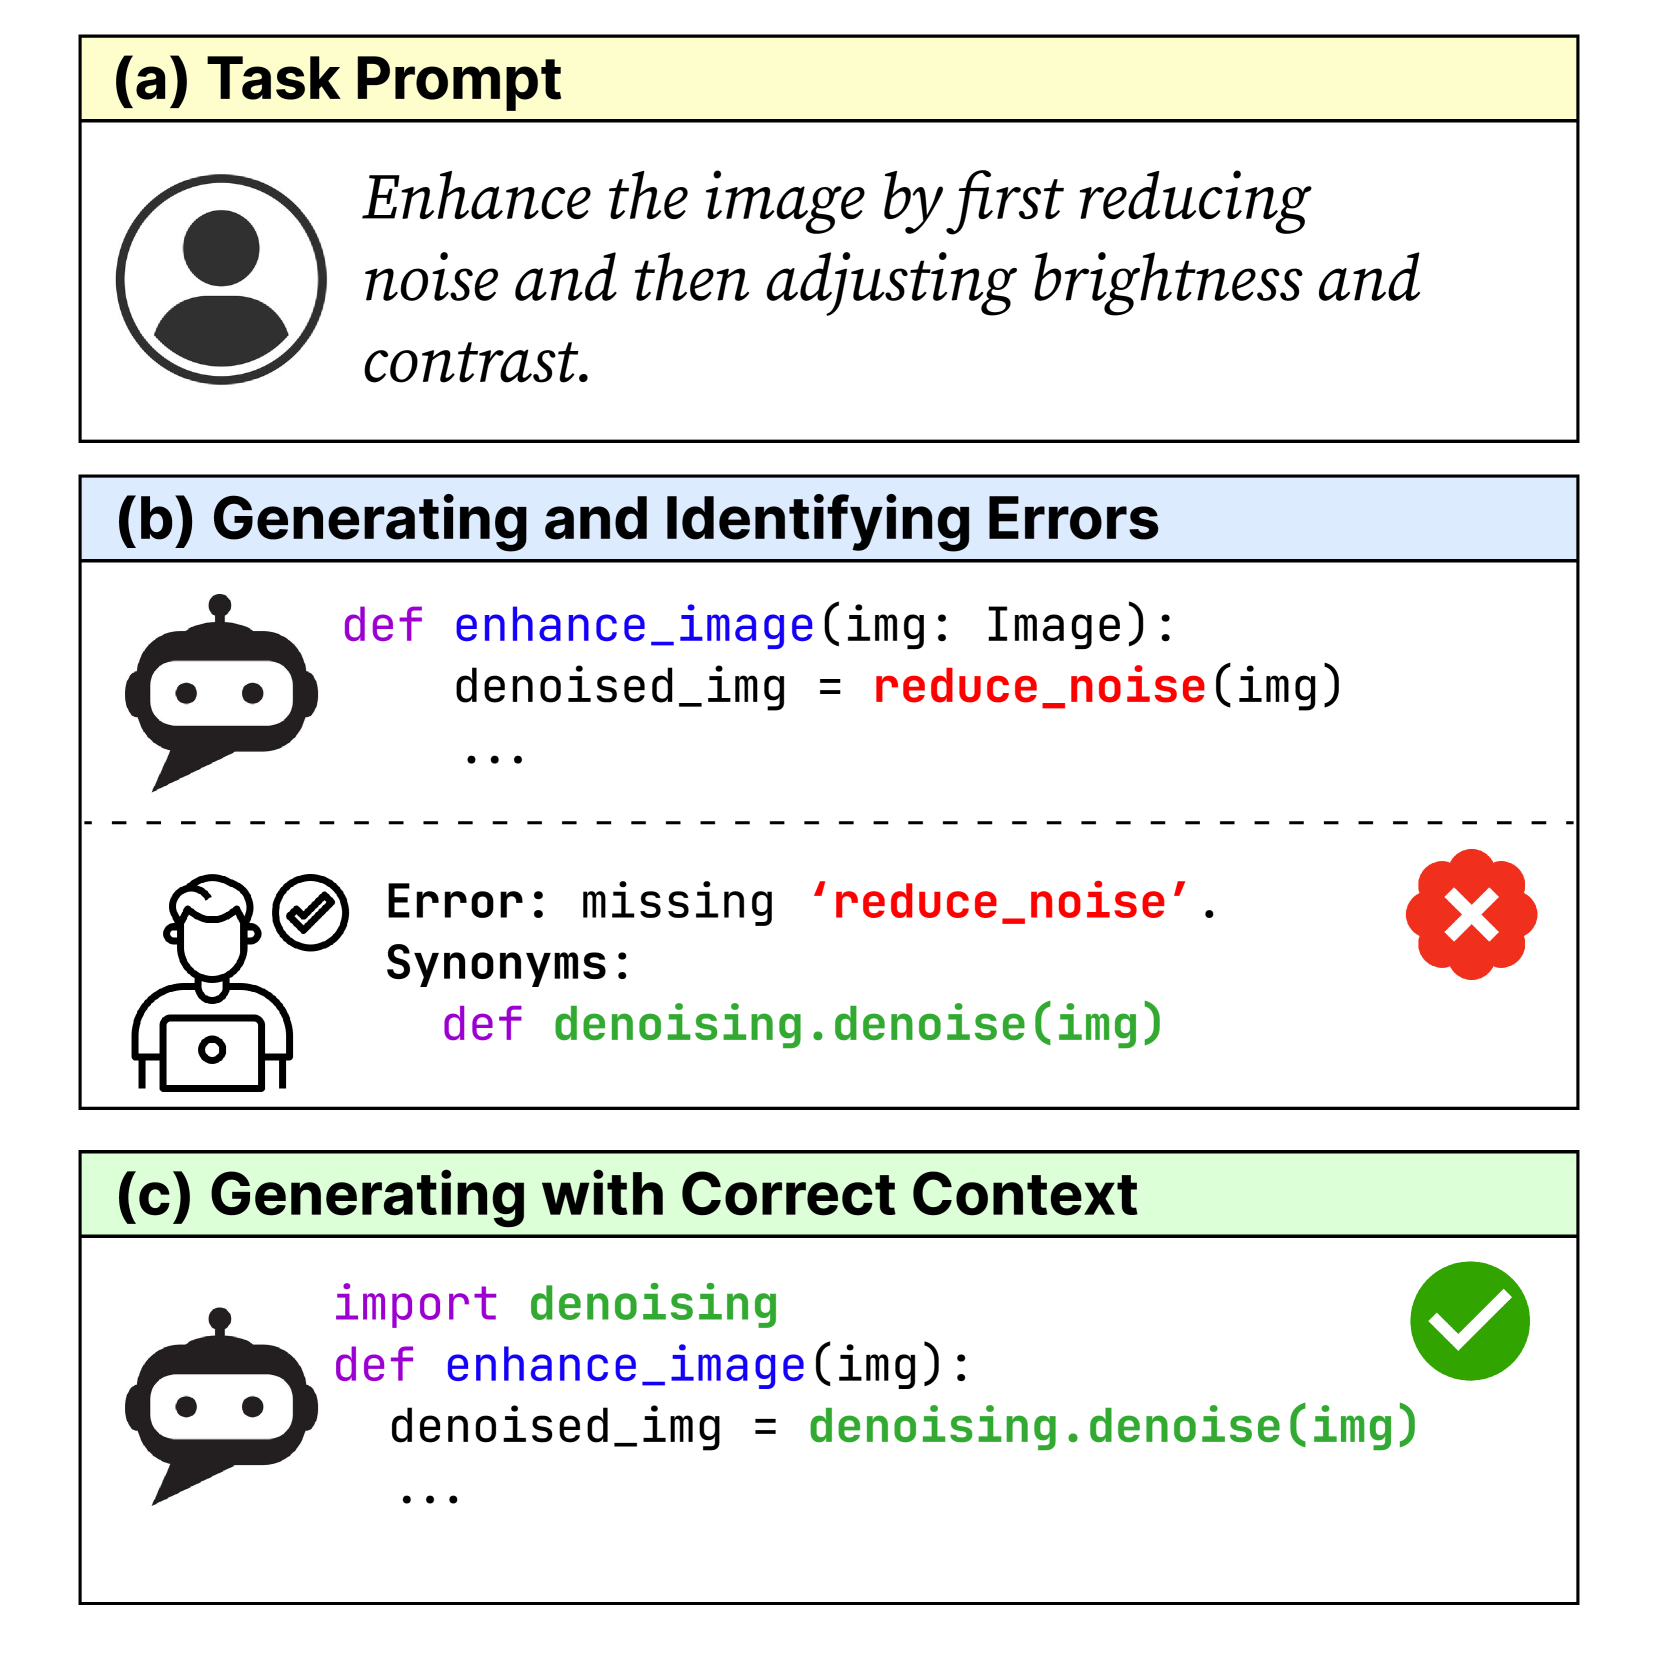 (a) Task Prompt
Enhance the image by first reducing
noise and then adjusting brightness and
contrast.
(b) Generating and Identifying Errors
def enhance_image(img: Image):
    denoised_img = reduce_noise(img)
    ...
Error: missing ‘reduce_noise’.
Synonyms:
  def denoising.denoise(img)
(c) Generating with Correct Context
import denoising
def enhance_image(img):
  denoised_img = denoising.denoise(img)
  ...